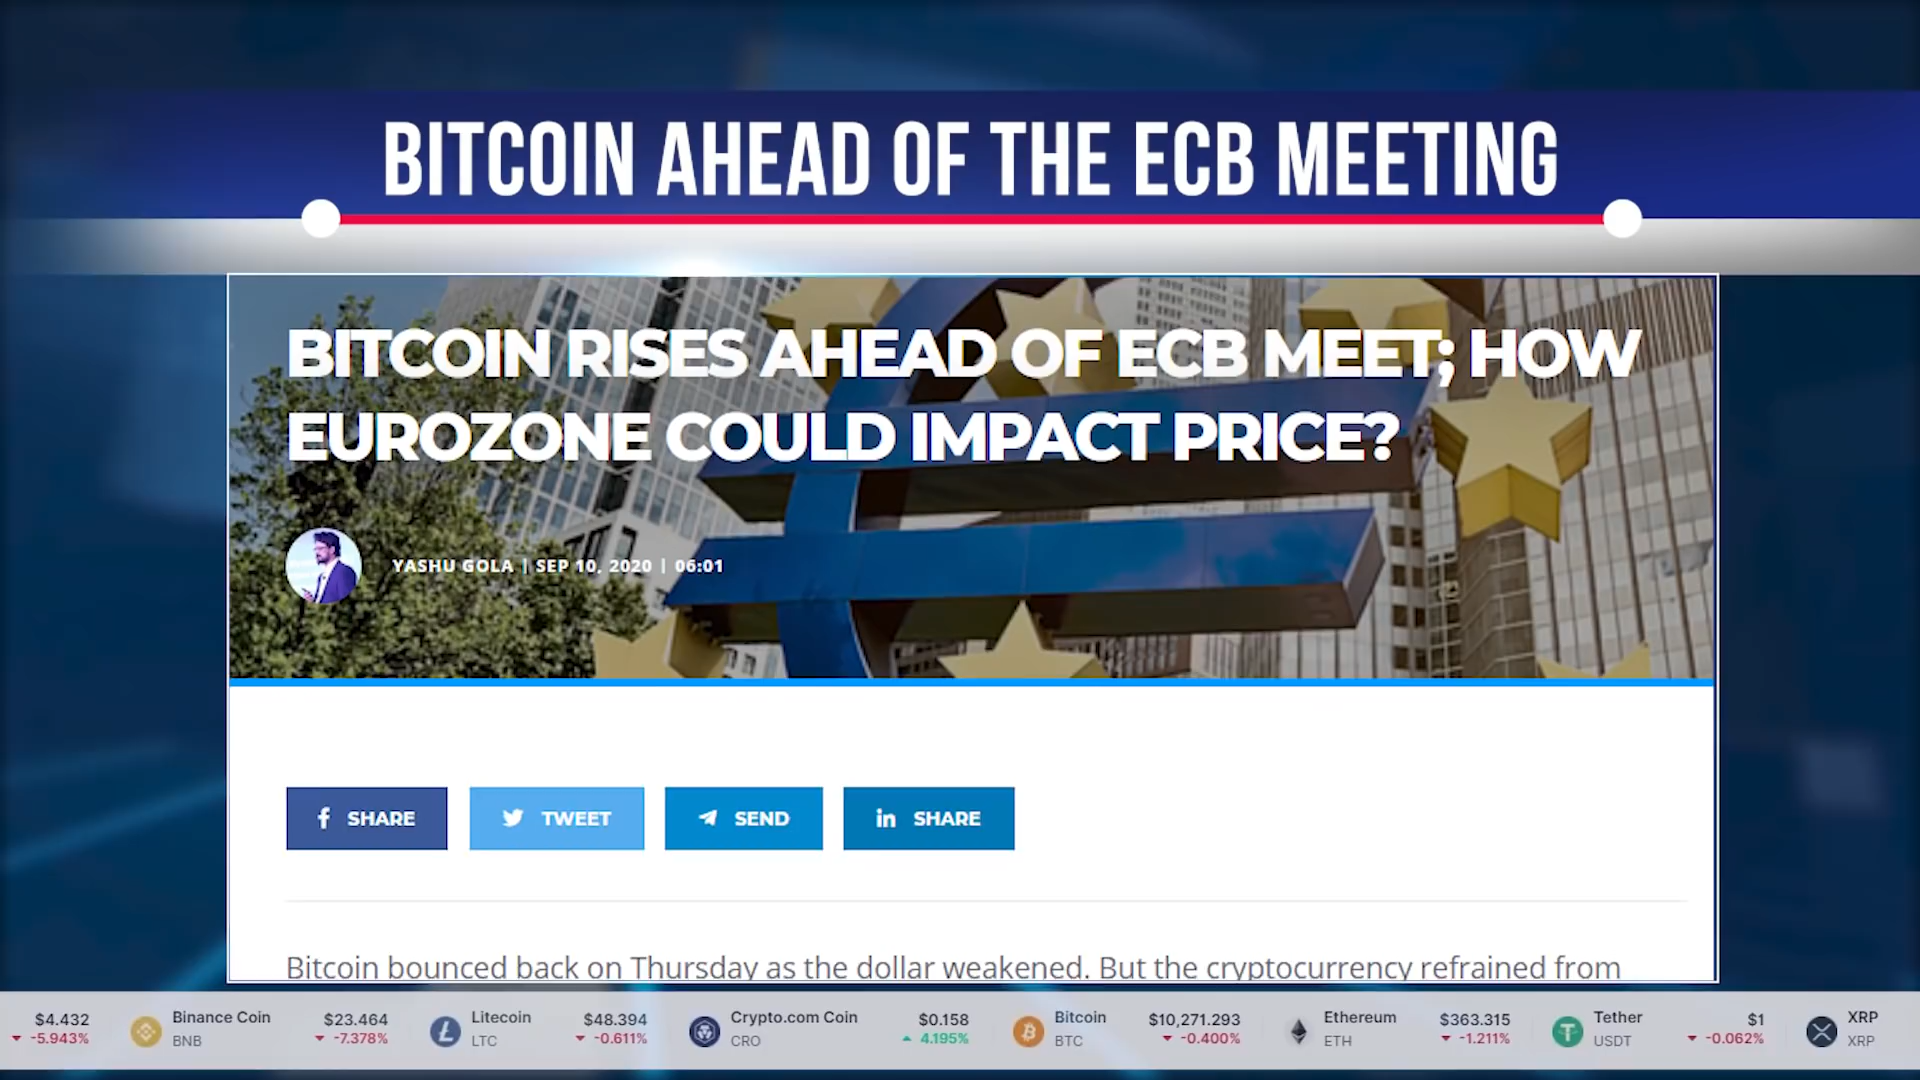 BITCOIN AHEAD OF THE ECB MEETING
BITCOIN RISES AHEAD OF ECB MEET; HOW
EUROZONE COULD IMPACT PRICE?
YASHU GOLA | SEP 10, 2020 | 06:01
SHARE TWEET SEND SHARE
Bitcoin bounced back on Thursday as the dollar weakened. But the cryptocurrency refrained from
$4.432 Binance Coin $23.464 Litecoin $48.394 Crypto.com Coin $0.158 Bitcoin $10,271.293 Ethereum $363.315 Tether $1 XRP
-5.943% BNB -7.378% LTC -0.611% CRO 4.195% BTC -0.400% ETH -1.211% USDT -0.062% XRP